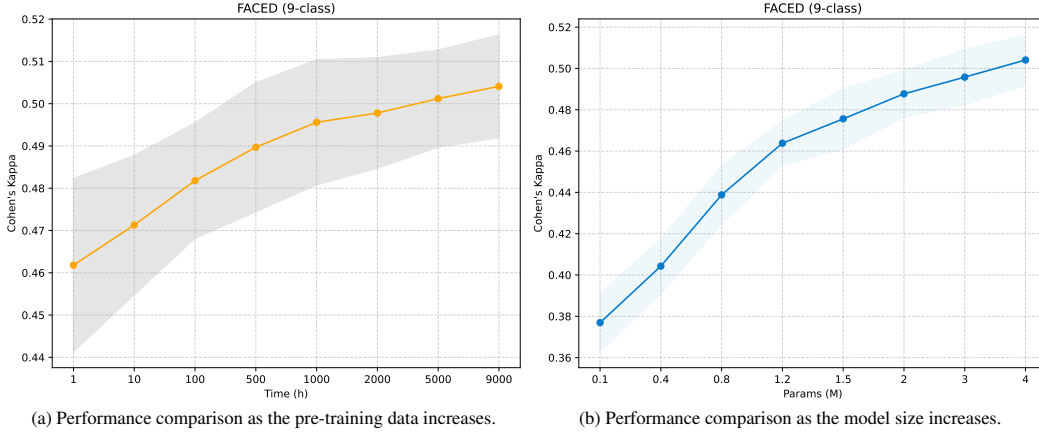 FACED (9-class)
0.52
0.51
0.50
0.49
0.48
0.47
0.46
0.45
0.44
Cohen's Kappa
1 10 100 500 1000 2000 5000 9000
Time (h)
(a) Performance comparison as the pre-training data increases.
FACED (9-class)
0.52
0.50
0.48
0.46
0.44
0.42
0.40
0.38
0.36
Cohen's Kappa
0.1 0.4 0.8 1.2 1.5 2 3 4
Params (M)
(b) Performance comparison as the model size increases.